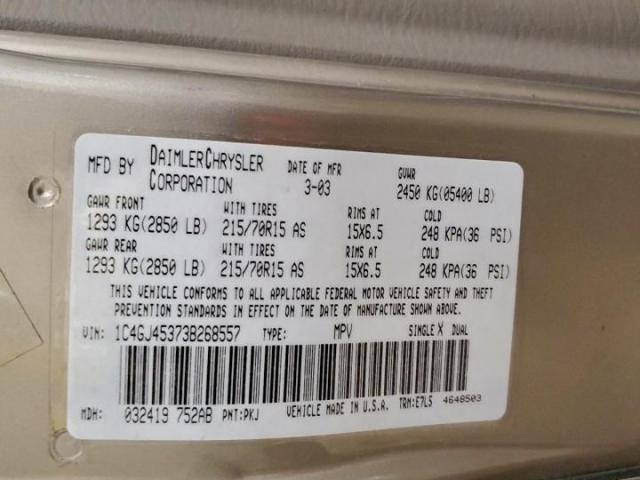 MFD BY DAIMLERCHRYSLER CORPORATION DATE OF MFR 3-03 GVWR 2450 KG(05400 LB)
GAWR FRONT WITH TIRES RIMS AT COLD
1293 KG(2850 LB) 215/70R15 AS 15X6.5 248 KPA(36 PSI)
GAWR REAR WITH TIRES RIMS AT COLD
1293 KG(2850 LB) 215/70R15 AS 15X6.5 248 KPA(36 PSI)
THIS VEHICLE CONFORMS TO ALL APPLICABLE FEDERAL MOTOR VEHICLE SAFETY AND THEFT
PREVENTION STANDARDS IN EFFECT ON THE DATE OF MANUFACTURE SHOWN ABOVE.
VIN: 1C4GJ45373B268557 TYPE: MPV SINGLE X DUAL
MDH: 032419 752AB PNT:PKJ VEHICLE MADE IN U.S.A. TRM:E7L5 4648503